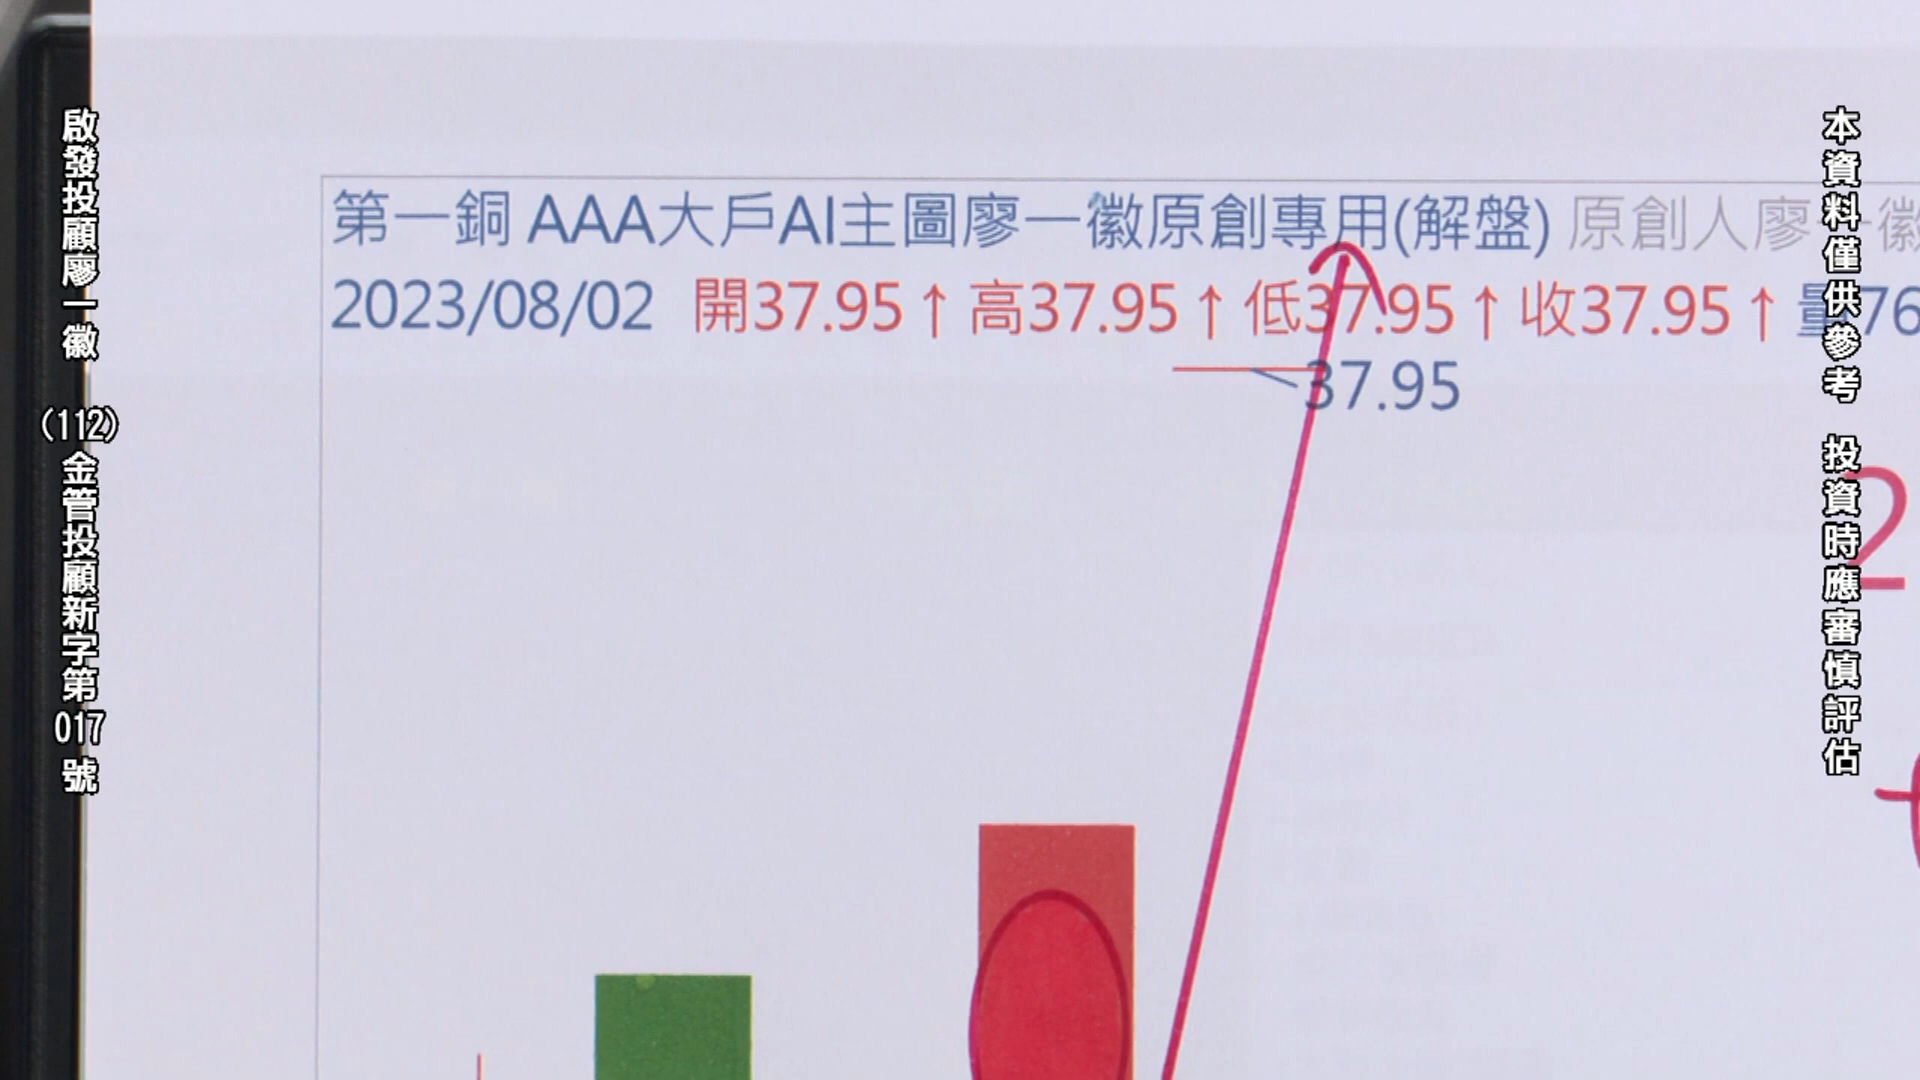 啟發投顧廖一徽 (112)金管投顧新字第017號
第一銅 AAA大戶AI主圖廖一徽原創專用(解盤) 原創人廖一徽
2023/08/02 開37.95↑ 高37.95↑ 低37.95↑ 收37.95↑ 量76
37.95
2
本資料僅供參考 投資時應審慎評估